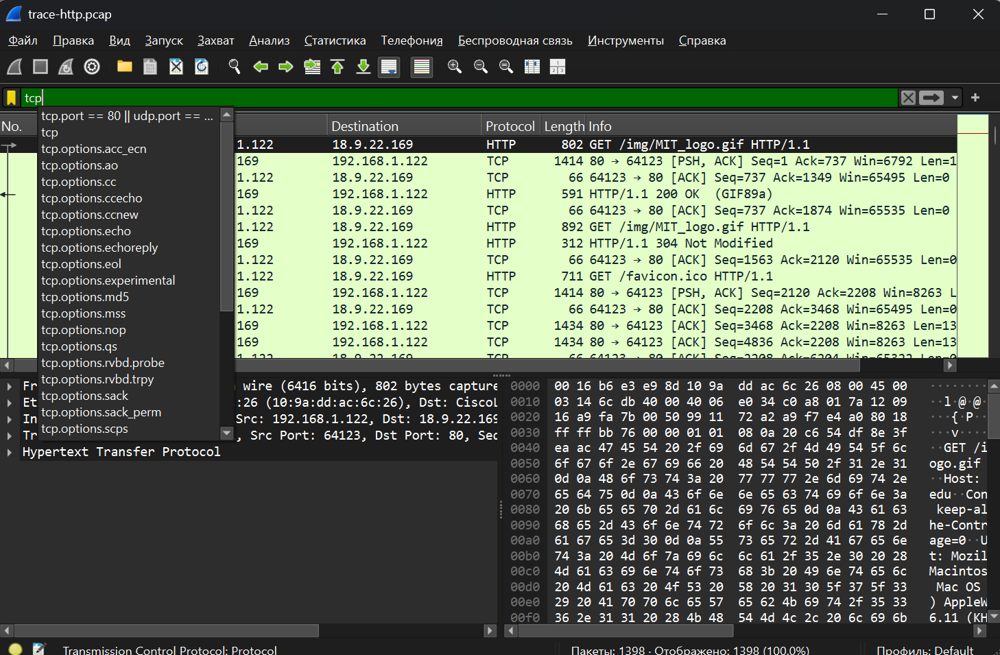 trace-http.pcap
Файл Правка Вид Запуск Захват Анализ Статистика Телефония Беспроводная связь Инструменты Справка
tcp
tcp.port == 80 || udp.port == ...
tcp
tcp.options.acc_ecn
tcp.options.ao
tcp.options.cc
tcp.options.ccecho
tcp.options.ccnew
tcp.options.echo
tcp.options.echoreply
tcp.options.eol
tcp.options.experimental
tcp.options.md5
tcp.options.mss
tcp.options.nop
tcp.options.qs
tcp.options.rvbd.probe
tcp.options.rvbd.trpy
tcp.options.sack
tcp.options.sack_perm
tcp.options.scps
No. Destination Protocol Length Info
1.122 18.9.22.169 HTTP 802 GET /img/MIT_logo.gif HTTP/1.1
169 192.168.1.122 TCP 1414 80 → 64123 [PSH, ACK] Seq=1 Ack=737 Win=6792 Len=1
1.122 18.9.22.169 TCP 66 64123 → 80 [ACK] Seq=737 Ack=1349 Win=65495 Len=0
169 192.168.1.122 HTTP 591 HTTP/1.1 200 OK (GIF89a)
1.122 18.9.22.169 TCP 66 64123 → 80 [ACK] Seq=737 Ack=1874 Win=65535 Len=0
1.122 18.9.22.169 HTTP 892 GET /img/MIT_logo.gif HTTP/1.1
169 192.168.1.122 HTTP 312 HTTP/1.1 304 Not Modified
1.122 18.9.22.169 TCP 66 64123 → 80 [ACK] Seq=1563 Ack=2120 Win=65535 Len=0
1.122 18.9.22.169 HTTP 711 GET /favicon.ico HTTP/1.1
169 192.168.1.122 TCP 1414 80 → 64123 [PSH, ACK] Seq=2120 Ack=2208 Win=8263 L
1.122 18.9.22.169 TCP 66 64123 → 80 [ACK] Seq=2208 Ack=3468 Win=65495 Len=0
169 192.168.1.122 TCP 1434 80 → 64123 [ACK] Seq=3468 Ack=2208 Win=8263 Len=13
169 192.168.1.122 TCP 1434 80 → 64123 [ACK] Seq=4836 Ack=2208 Win=8263 Len=13
1.122 18.9.22.169 TCP 66 64123 → 80 [ACK] Seq=2208 Ack=6204 Win=65322 Len=0
Fr wire (6416 bits), 802 bytes capture
Et :26 (10:9a:dd:ac:6c:26), Dst: CiscoL
In Src: 192.168.1.122, Dst: 18.9.22.169
Tr , Src Port: 64123, Dst Port: 80, Seq
Hypertext Transfer Protocol
0000 00 16 b6 e3 e9 8d 10 9a dd ac 6c 26 08 00 45 00 ········
0010 03 14 6c db 40 00 40 06 e0 34 c0 a8 01 7a 12 09 ··l·@·@·
0020 16 a9 fa 7b 00 50 99 11 72 a2 a9 f7 e4 a0 80 18 ···{·P··
0030 ff ff bb 76 00 00 01 01 08 0a 20 c6 54 df 8e 3f ···v····
0040 ea ac 47 45 54 20 2f 69 6d 67 2f 4d 49 54 5f 6c ··GET /i
0050 6f 67 6f 2e 67 69 66 20 48 54 54 50 2f 31 2e 31 ogo.gif
0060 0d 0a 48 6f 73 74 3a 20 77 77 77 2e 6d 69 74 2e ··Host:
0070 65 64 75 0d 0a 43 6f 6e 6e 65 63 74 69 6f 6e 3a edu··Con
0080 20 6b 65 65 70 2d 61 6c 69 76 65 0d 0a 43 61 63 keep-al
0090 68 65 2d 43 6f 6e 74 72 6f 6c 3a 20 6d 61 78 2d he-Contr
00a0 61 67 65 3d 30 0d 0a 55 73 65 72 2d 41 67 65 6e age=0··U
00b0 74 3a 20 4d 6f 7a 69 6c 6c 61 2f 35 2e 30 20 28 t: Mozil
00c0 4d 61 63 69 6e 74 6f 73 68 3b 20 49 6e 74 65 6c Macintos
00d0 20 4d 61 63 20 4f 53 20 58 20 31 30 5f 37 5f 33 Mac OS
00e0 29 20 41 70 70 6c 65 57 65 62 4b 69 74 2f 35 33 ) AppleW
00f0 36 2e 31 31 20 28 4b 48 54 4d 4c 2c 20 6c 69 6b 6.11 (KH
Transmission Control Protocol: Protocol Пакеты: 1398 · Отображено: 1398 (100.0%) Профиль: Default